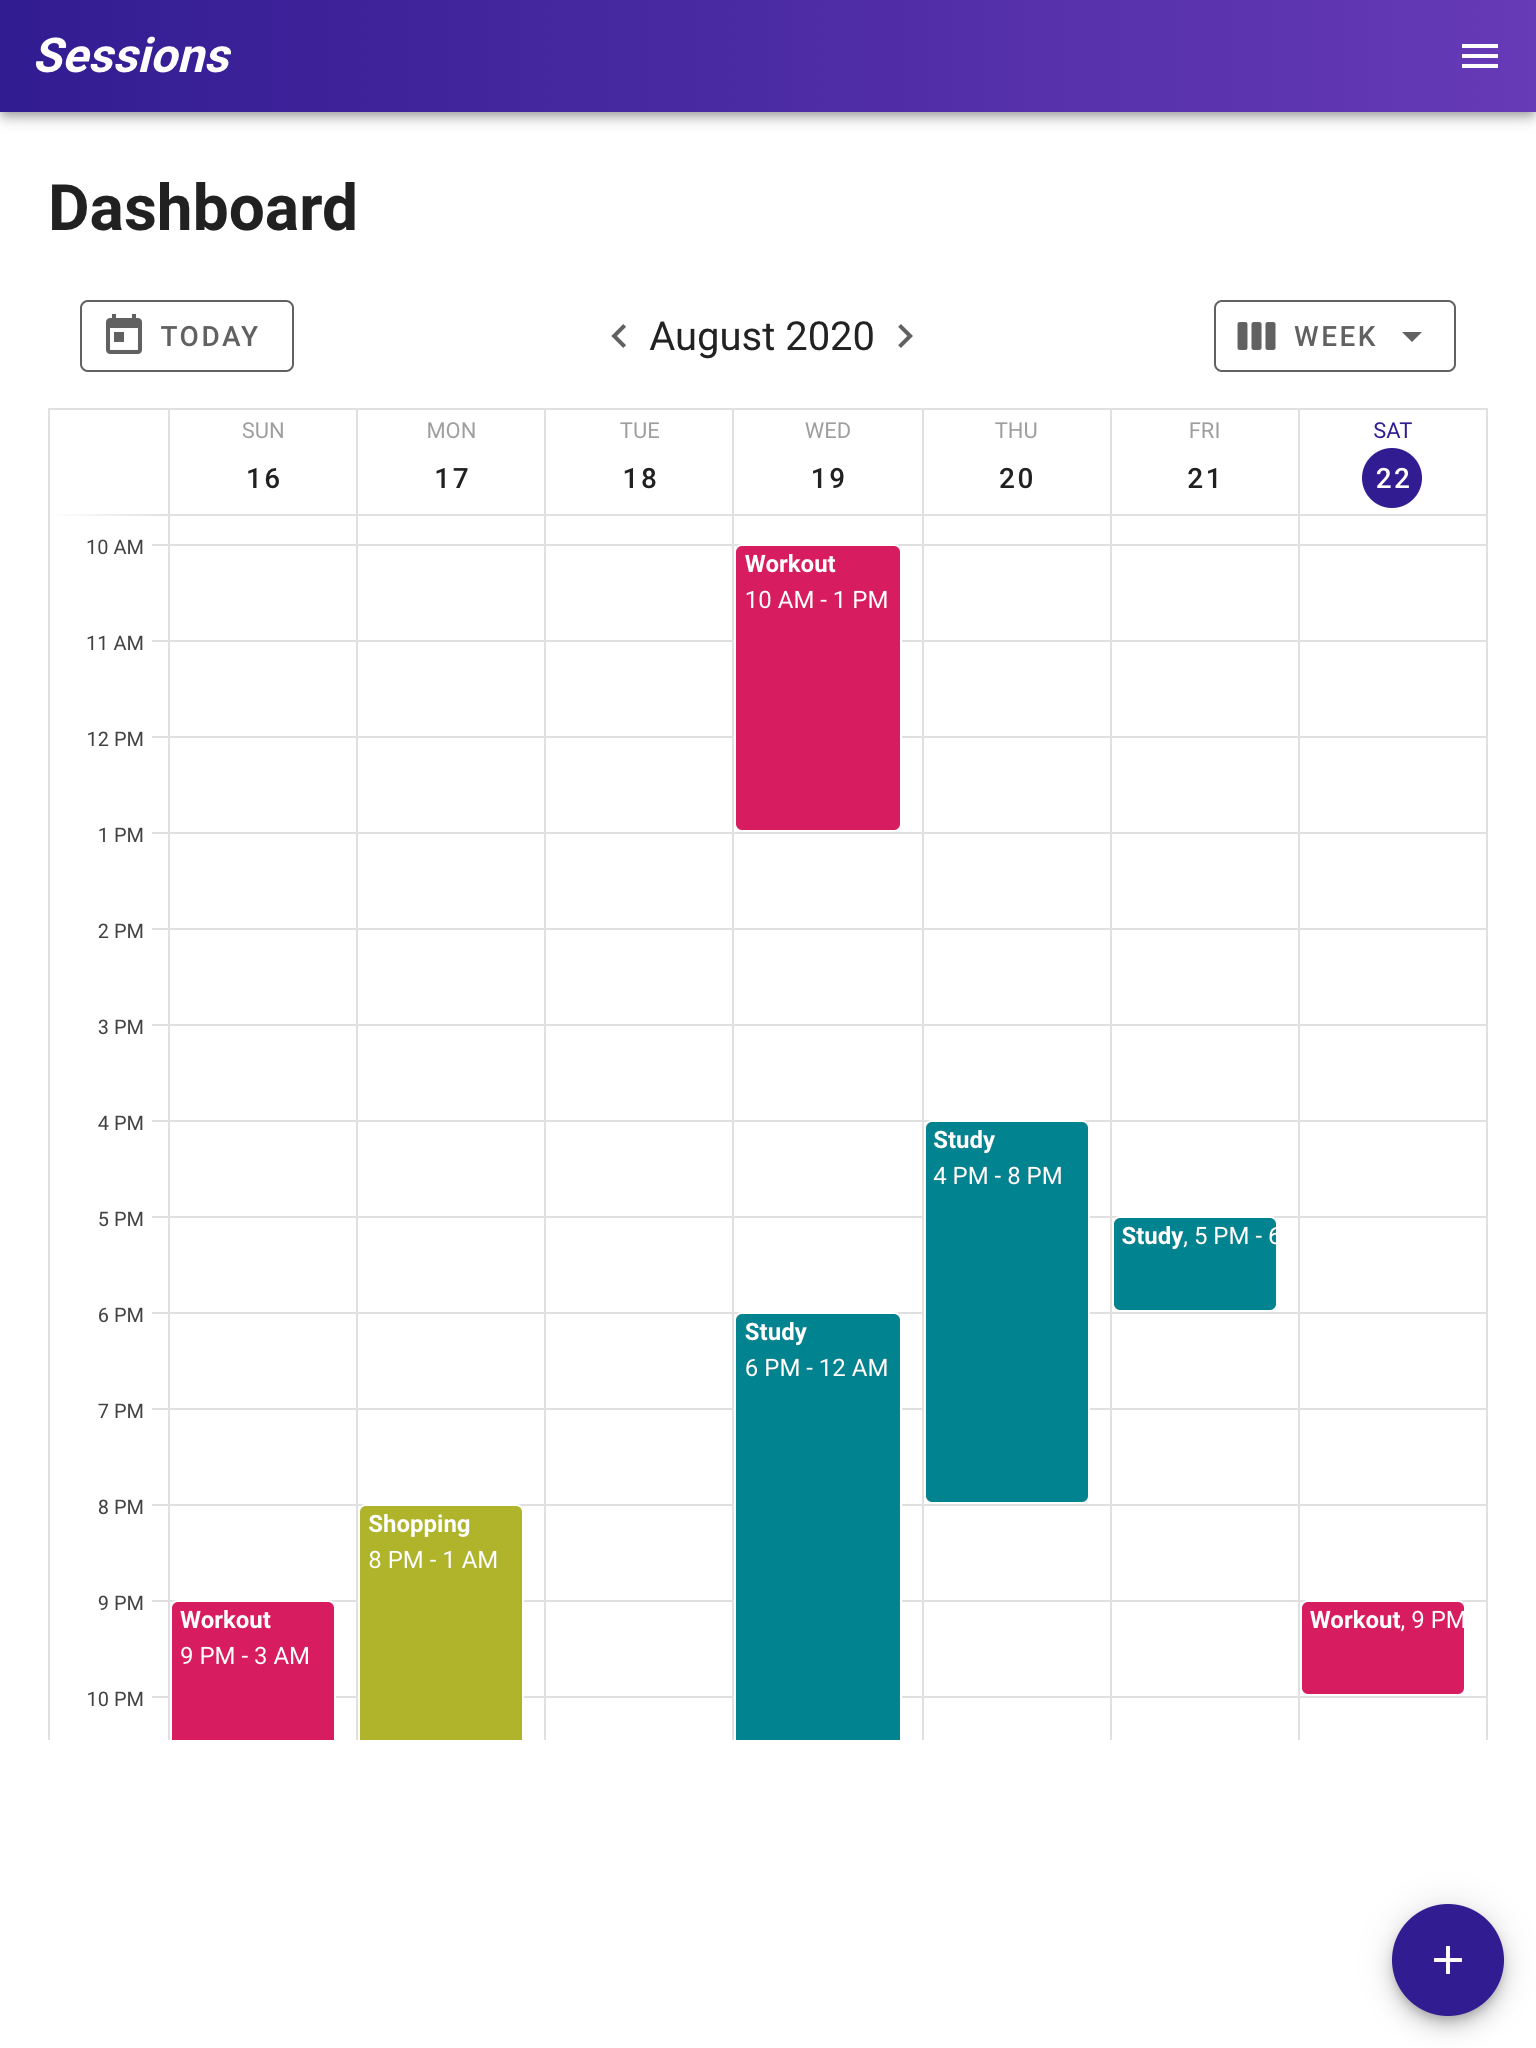 Sessions
Dashboard
TODAY
August 2020
WEEK
SUN MON TUE WED THU FRI SAT
16 17 18 19 20 21 22
10 AM
Workout
10 AM - 1 PM
11 AM
12 PM
1 PM
2 PM
3 PM
4 PM
Study
4 PM - 8 PM
5 PM
Study, 5 PM - 6
6 PM
Study
6 PM - 12 AM
7 PM
8 PM
Shopping
8 PM - 1 AM
9 PM
Workout
9 PM - 3 AM
Workout, 9 PM
10 PM